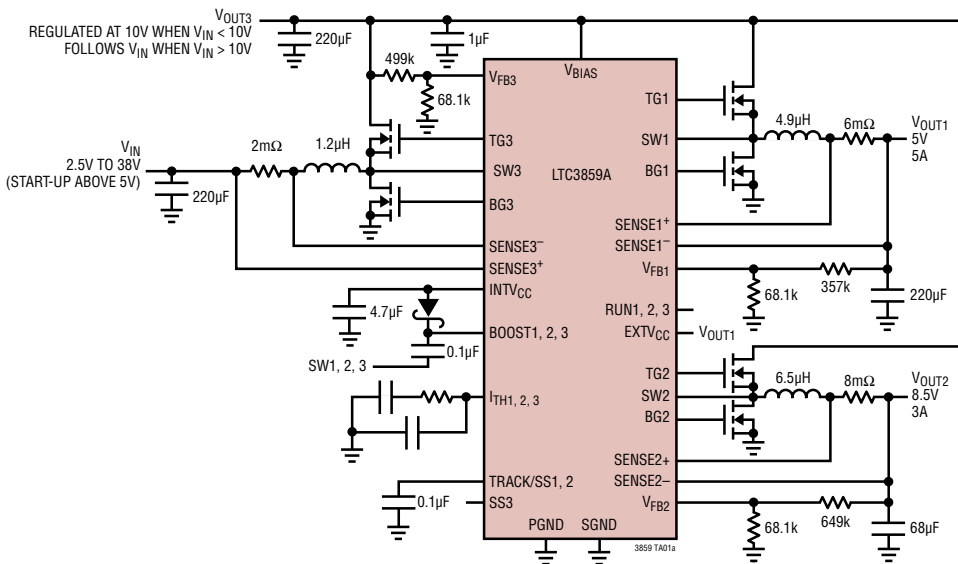 VOUT3
REGULATED AT 10V WHEN VIN < 10V
FOLLOWS VIN WHEN VIN > 10V
220µF
1µF
499k
68.1k
VFB3
VBIAS
TG1
4.9µH
6mΩ
VOUT1
5V
5A
VIN
2.5V TO 38V
(START-UP ABOVE 5V)
220µF
2mΩ
1.2µH
TG3
SW3
BG3
LTC3859A
SW1
BG1
SENSE1+
SENSE1–
SENSE3–
SENSE3+
VFB1
68.1k
357k
220µF
INTVCC
4.7µF
BOOST1, 2, 3
0.1µF
SW1, 2, 3
RUN1, 2, 3
EXTVCC
VOUT1
TG2
SW2
BG2
6.5µH
8mΩ
VOUT2
8.5V
3A
ITH1, 2, 3
SENSE2+
SENSE2–
TRACK/SS1, 2
0.1µF
SS3
VFB2
68.1k
649k
68µF
PGND
SGND
3859 TA01a